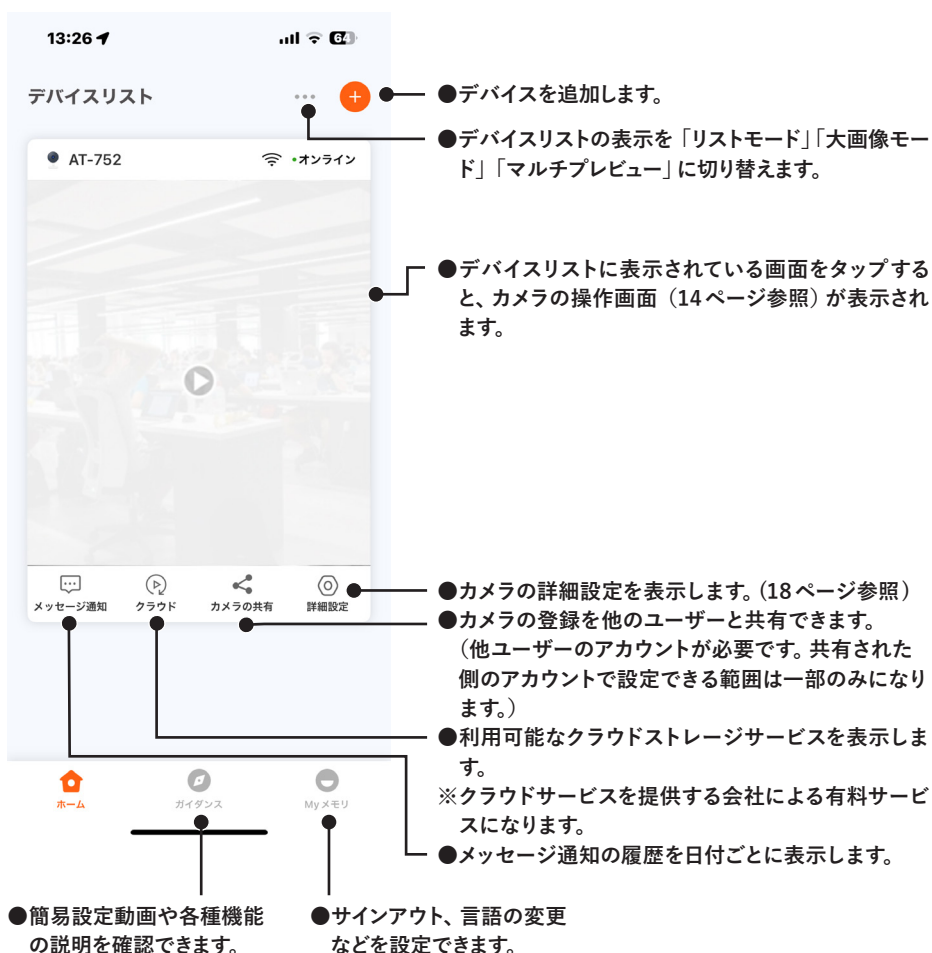 13:26
64
デバイスリスト
●デバイスを追加します。
●デバイスリストの表示を「リストモード」「大画像モー
ド」「マルチプレビュー」に切り替えます。
AT-752
•オンライン
●デバイスリストに表示されている画面をタップする
と、カメラの操作画面（14ページ参照）が表示され
ます。
メッセージ通知
クラウド
カメラの共有
詳細設定
●カメラの詳細設定を表示します。（18ページ参照）
●カメラの登録を他のユーザーと共有できます。
（他ユーザーのアカウントが必要です。共有された
側のアカウントで設定できる範囲は一部のみになり
ます。）
●利用可能なクラウドストレージサービスを表示しま
す。
※クラウドサービスを提供する会社による有料サービ
スになります。
●メッセージ通知の履歴を日付ごとに表示します。
ホーム
ガイダンス
Myメモリ
●簡易設定動画や各種機能
の説明を確認できます。
●サインアウト、言語の変更
などを設定できます。